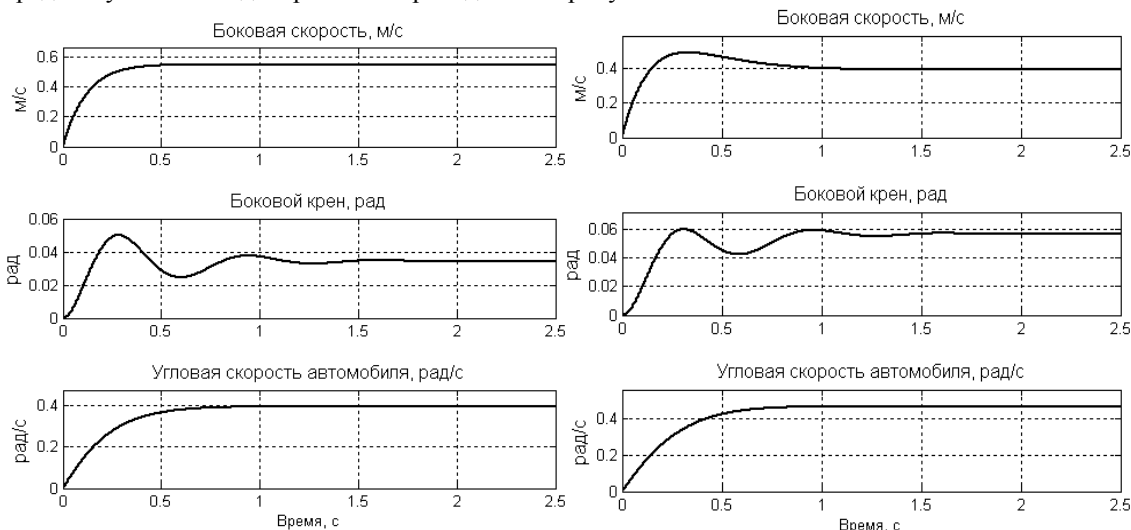 Боковая скорость, м/с
м/с
0.6
0.4
0.2
0
0 0.5 1 1.5 2 2.5
Боковой крен, рад
рад
0.06
0.04
0.02
0
0 0.5 1 1.5 2 2.5
Угловая скорость автомобиля, рад/с
рад/с
0.4
0.2
0
0 0.5 1 1.5 2 2.5
Время, с
Боковая скорость, м/с
м/с
0.4
0.2
0
0 0.5 1 1.5 2 2.5
Боковой крен, рад
рад
0.06
0.04
0.02
0
0 0.5 1 1.5 2 2.5
Угловая скорость автомобиля, рад/с
рад/с
0.4
0.2
0
0 0.5 1 1.5 2 2.5
Время, с